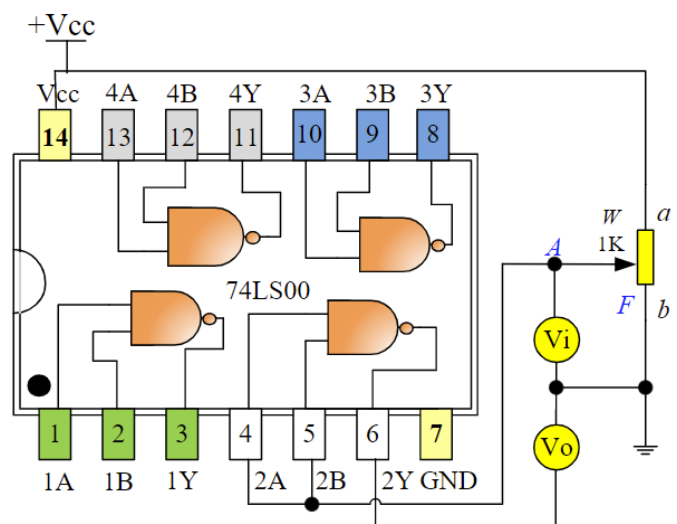 +Vcc
Vcc 4A 4B 4Y 3A 3B 3Y
14 13 12 11 10 9 8
W a
1K
A
74LS00
F b
Vi
1 2 3 4 5 6 7
Vo
1A 1B 1Y 2A 2B 2Y GND